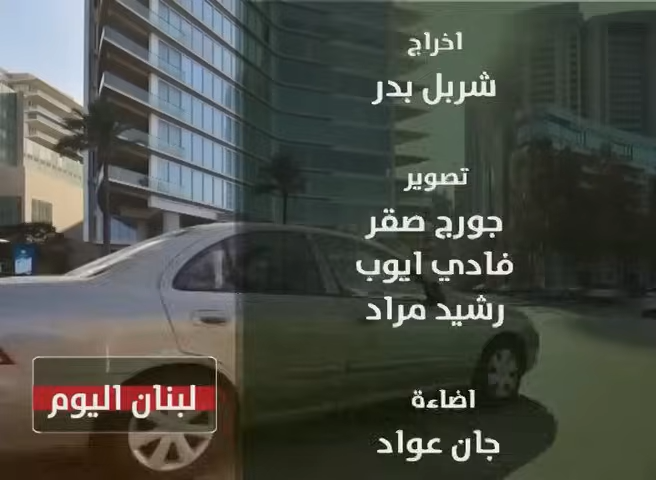 اخراج
شربل بدر
تصوير
جورج صقر
فادي ايوب
رشيد مراد
اضاءة
جان عواد
لبنان اليوم